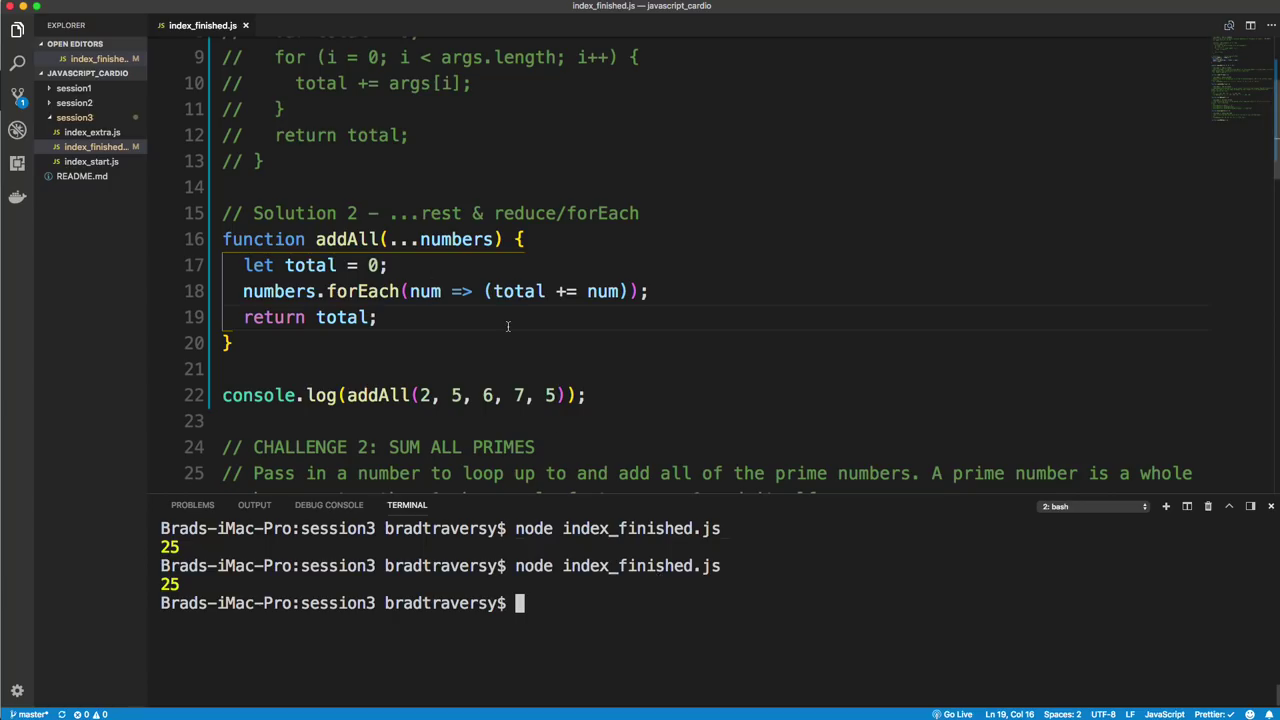 index_finished.js — javascript_cardio
EXPLORER
OPEN EDITORS
index_finishe... M
JAVASCRIPT_CARDIO
session1
session2
session3
index_extra.js
index_finished... M
index_start.js
README.md
1
index_finished.js
9 //   for (i = 0; i < args.length; i++) {
10 //     total += args[i];
11 //   }
12 //   return total;
13 // }
14
15 // Solution 2 - ...rest & reduce/forEach
16 function addAll(...numbers) {
17   let total = 0;
18   numbers.forEach(num => (total += num));
19   return total;
20 }
21
22 console.log(addAll(2, 5, 6, 7, 5));
23
24 // CHALLENGE 2: SUM ALL PRIMES
25 // Pass in a number to loop up to and add all of the prime numbers. A prime number is a whole
PROBLEMS OUTPUT DEBUG CONSOLE TERMINAL 2: bash
Brads-iMac-Pro:session3 bradtraversy$ node index_finished.js
25
Brads-iMac-Pro:session3 bradtraversy$ node index_finished.js
25
Brads-iMac-Pro:session3 bradtraversy$
master* 0 0 Go Live Ln 19, Col 16 Spaces: 2 UTF-8 LF JavaScript Prettier: ✓